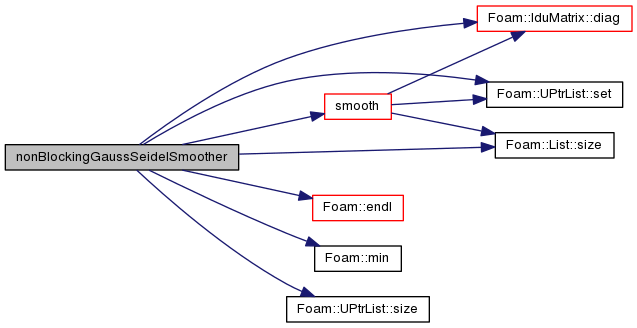 Foam::lduMatrix::diag
Foam::UPtrList::set
smooth
Foam::List::size
nonBlockingGaussSeidelSmoother
Foam::endl
Foam::min
Foam::UPtrList::size